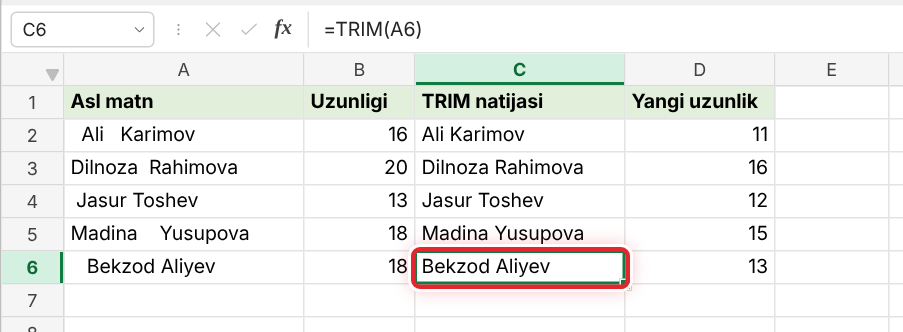 C6 fx =TRIM(A6)
A B C D E
1 Asl matn Uzunligi TRIM natijasi Yangi uzunlik
2   Ali   Karimov 16 Ali Karimov 11
3 Dilnoza  Rahimova 20 Dilnoza Rahimova 16
4  Jasur Toshev 13 Jasur Toshev 12
5 Madina    Yusupova 18 Madina Yusupova 15
6    Bekzod Aliyev 18 Bekzod Aliyev 13
7
8